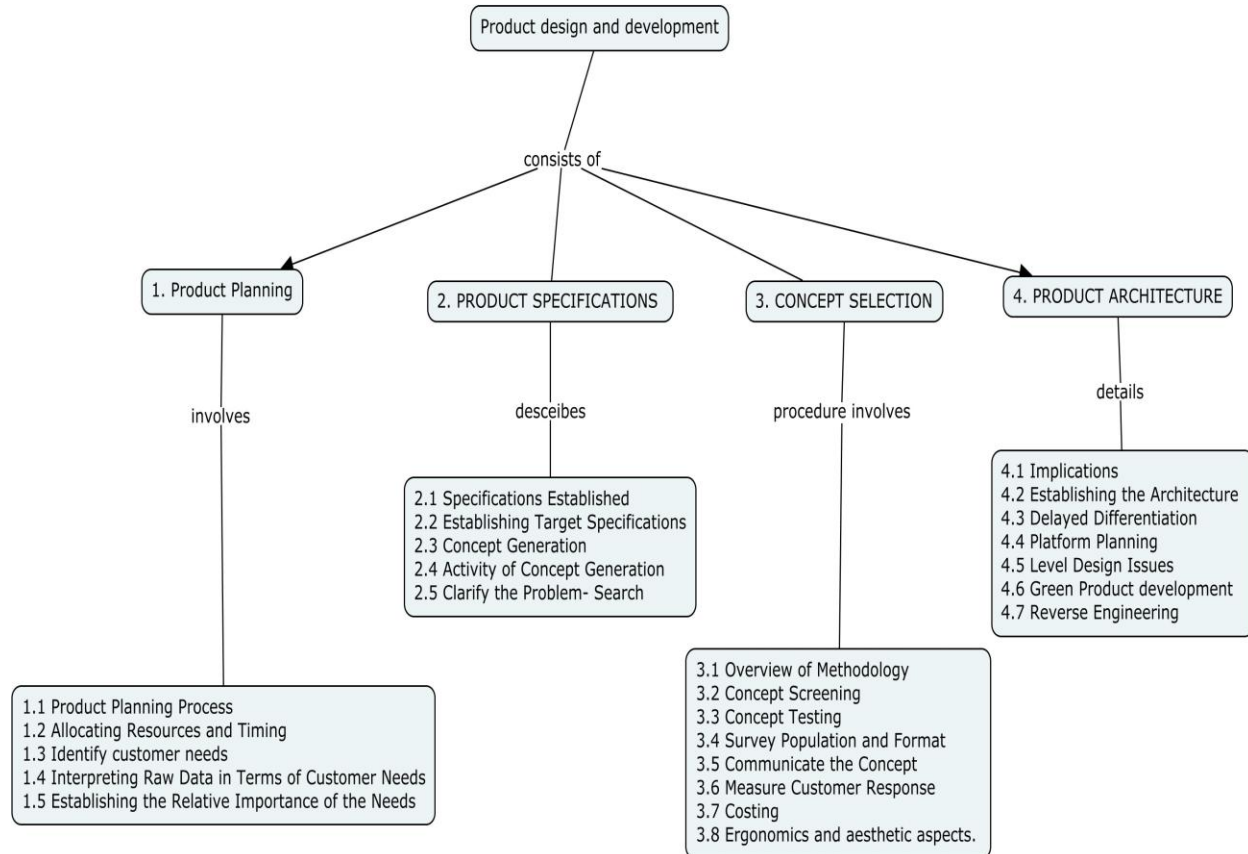 Product design and development
consists of
1. Product Planning
2. PRODUCT SPECIFICATIONS
3. CONCEPT SELECTION
4. PRODUCT ARCHITECTURE
involves
desceibes
procedure involves
details
1.1 Product Planning Process
1.2 Allocating Resources and Timing
1.3 Identify customer needs
1.4 Interpreting Raw Data in Terms of Customer Needs
1.5 Establishing the Relative Importance of the Needs
2.1 Specifications Established
2.2 Establishing Target Specifications
2.3 Concept Generation
2.4 Activity of Concept Generation
2.5 Clarify the Problem- Search
3.1 Overview of Methodology
3.2 Concept Screening
3.3 Concept Testing
3.4 Survey Population and Format
3.5 Communicate the Concept
3.6 Measure Customer Response
3.7 Costing
3.8 Ergonomics and aesthetic aspects.
4.1 Implications
4.2 Establishing the Architecture
4.3 Delayed Differentiation
4.4 Platform Planning
4.5 Level Design Issues
4.6 Green Product development
4.7 Reverse Engineering